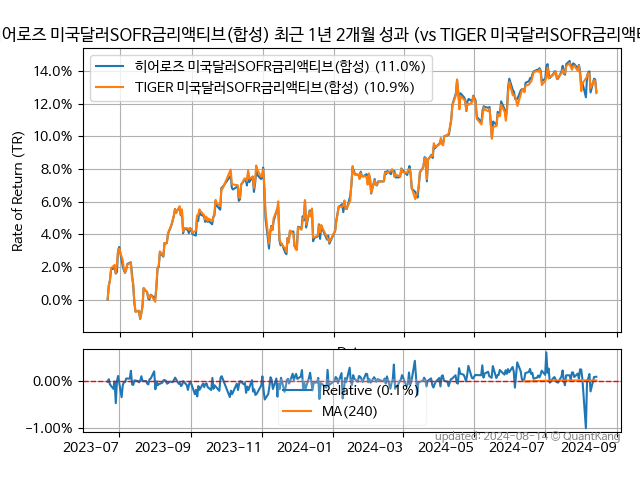 어로즈 미국달러SOFR금리액티브(합성) 최근 1년 2개월 성과 (vs TIGER 미국달러SOFR금리액티
히어로즈 미국달러SOFR금리액티브(합성) (11.0%)
TIGER 미국달러SOFR금리액티브(합성) (10.9%)
Rate of Return (TR)
14.0%
12.0%
10.0%
8.0%
6.0%
4.0%
2.0%
0.0%
0.00%
-1.00%
Relative (0.1%)
MA(240)
updated: 2024-08-14 © QuantKang
2023-07 2023-09 2023-11 2024-01 2024-03 2024-05 2024-07 2024-09